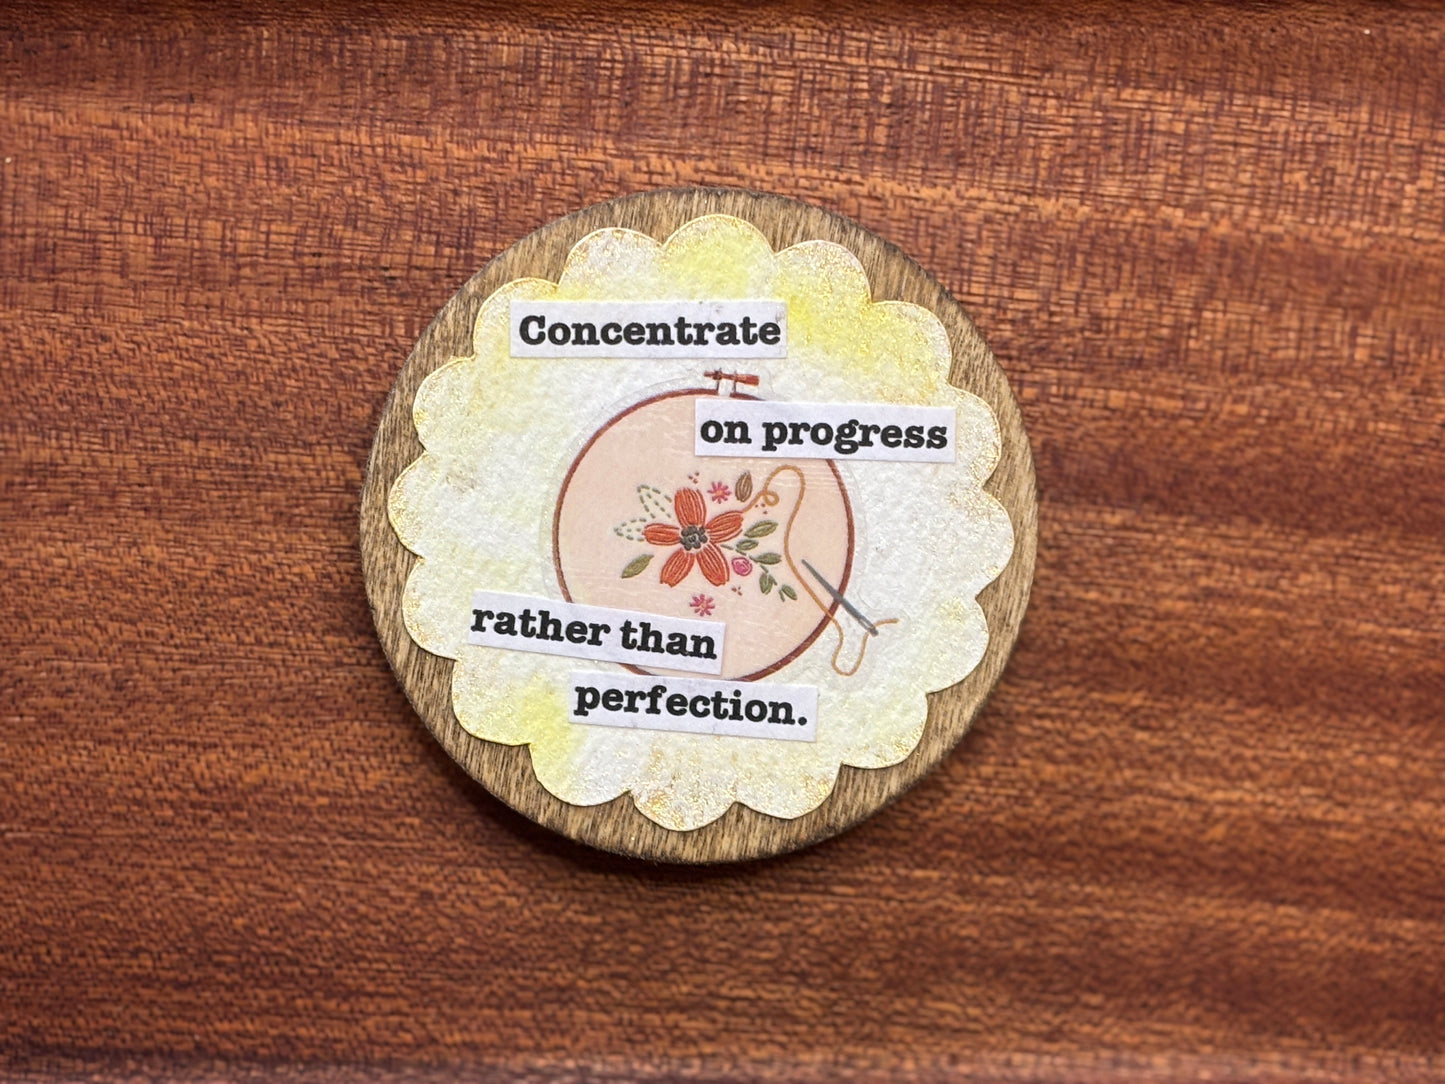 Concentrate
on progress
rather than
perfection.